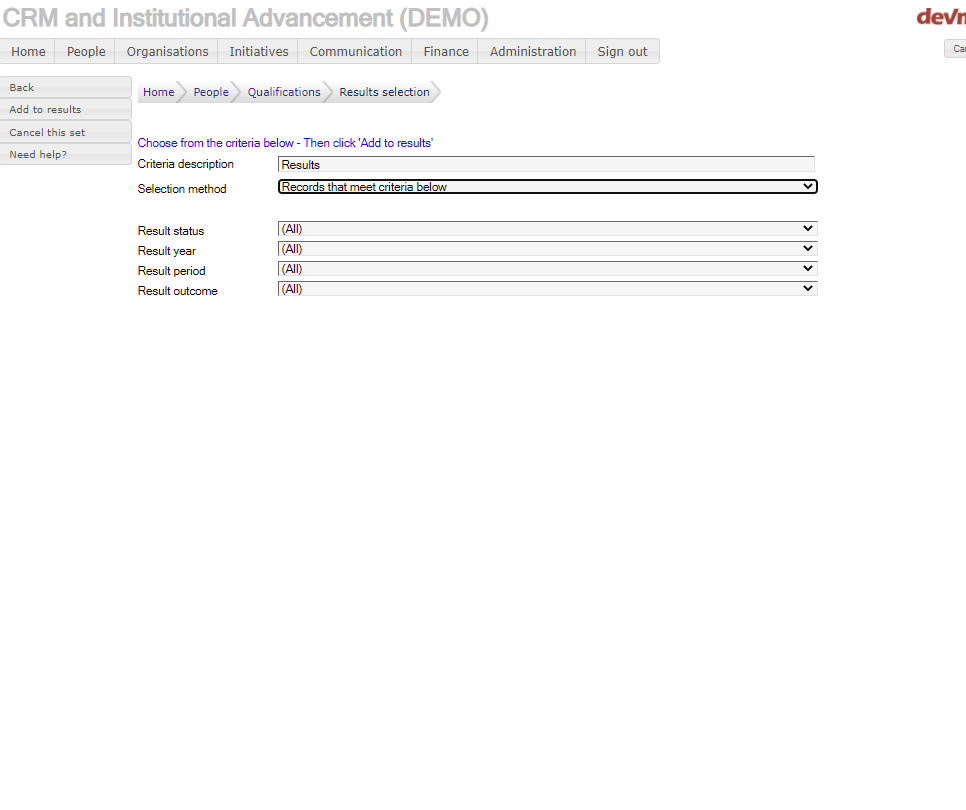 CRM and Institutional Advancement (DEMO)
Home People Organisations Initiatives Communication Finance Administration Sign out
Back
Add to results
Cancel this set
Need help?
Home People Qualifications Results selection
Choose from the criteria below - Then click 'Add to results'
Criteria description Results
Selection method Records that meet criteria below
Result status (All)
Result year (All)
Result period (All)
Result outcome (All)